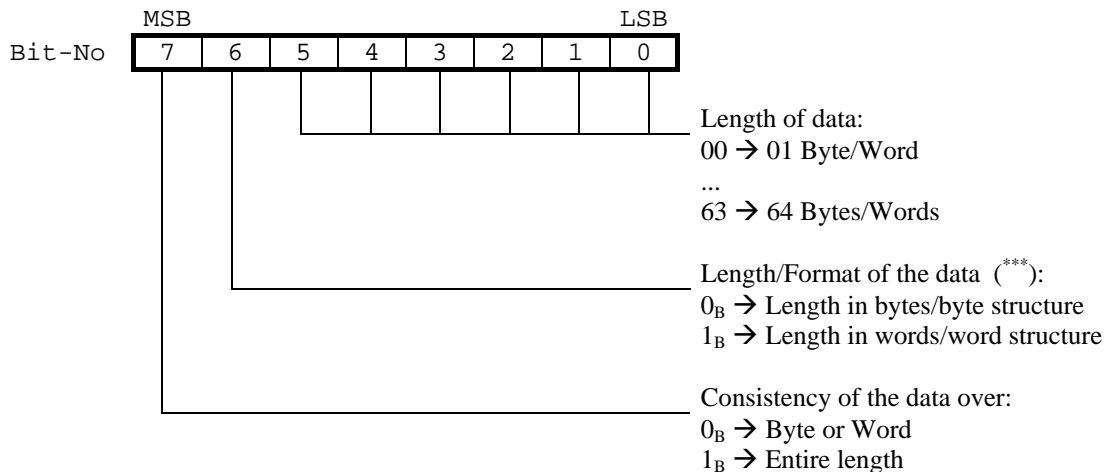 MSB LSB
Bit-No 7 6 5 4 3 2 1 0
Length of data:
00 → 01 Byte/Word
...
63 → 64 Bytes/Words
Length/Format of the data (***):
0B → Length in bytes/byte structure
1B → Length in words/word structure
Consistency of the data over:
0B → Byte or Word
1B → Entire length